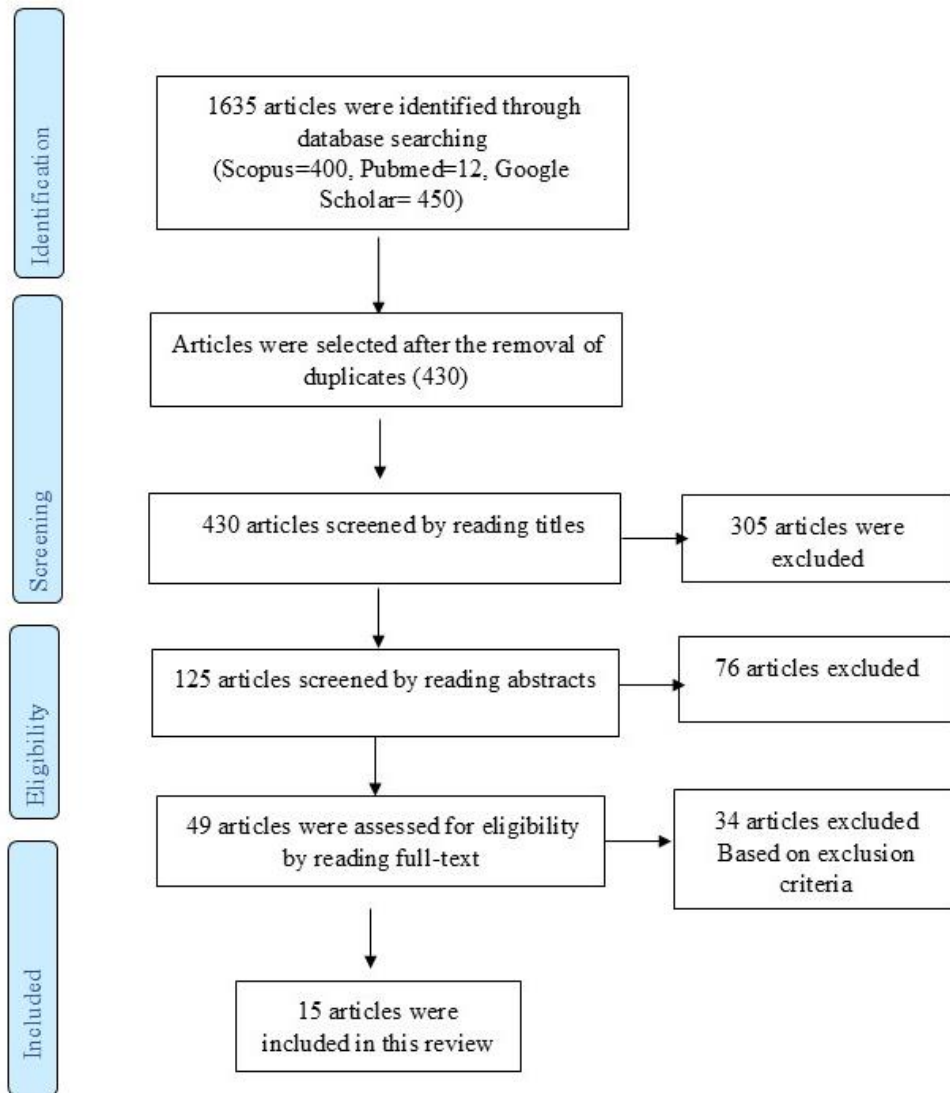 Identification
1635 articles were identified through
database searching
(Scopus=400, Pubmed=12, Google
Scholar= 450)
Articles were selected after the removal of
duplicates (430)
Screening
430 articles screened by reading titles
305 articles were
excluded
Eligibility
125 articles screened by reading abstracts
76 articles excluded
49 articles were assessed for eligibility
by reading full-text
34 articles excluded
Based on exclusion
criteria
Included
15 articles were
included in this review